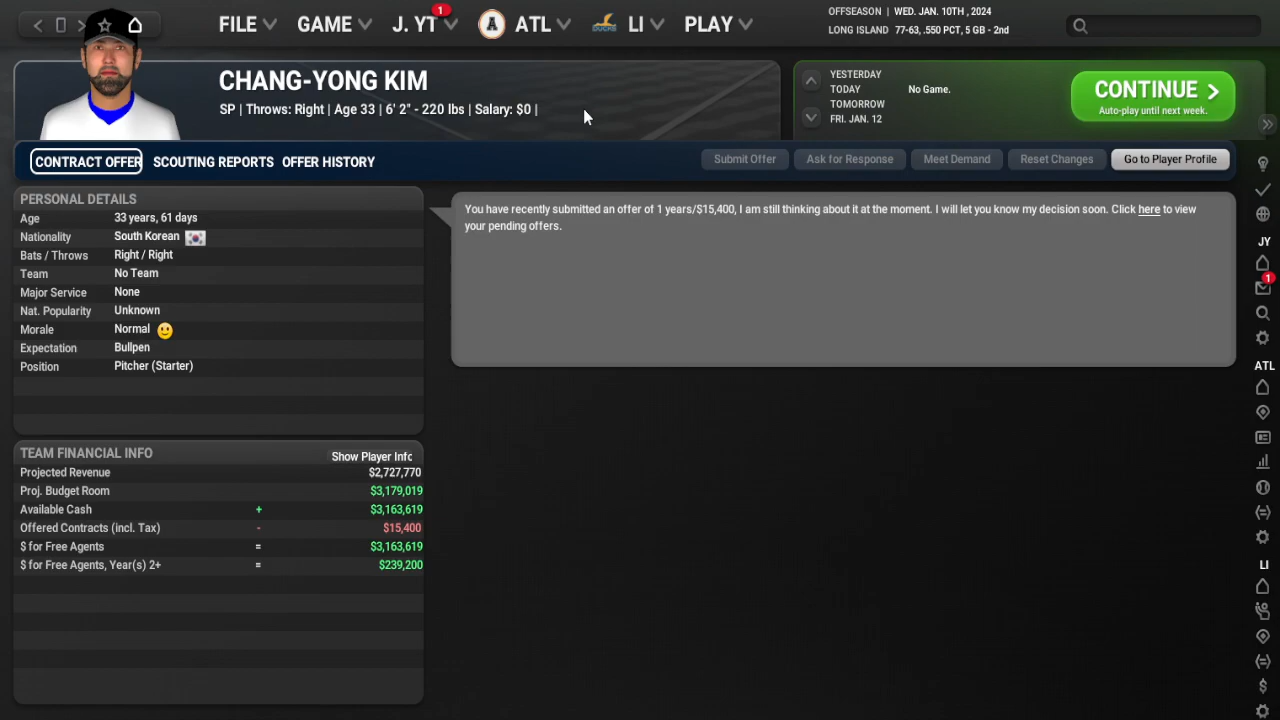 FILE GAME J. YT 1 A ATL LI PLAY
OFFSEASON | WED. JAN. 10TH , 2024
LONG ISLAND 77-63, .550 PCT, 5 GB - 2nd
CHANG-YONG KIM
SP | Throws: Right | Age 33 | 6' 2" - 220 lbs | Salary: $0 |
YESTERDAY
TODAY No Game.
TOMORROW
FRI. JAN. 12
CONTINUE
Auto-play until next week.
CONTRACT OFFER SCOUTING REPORTS OFFER HISTORY
Submit Offer Ask for Response Meet Demand Reset Changes Go to Player Profile
PERSONAL DETAILS
Age 33 years, 61 days
Nationality South Korean
Bats / Throws Right / Right
Team No Team
Major Service None
Nat. Popularity Unknown
Morale Normal
Expectation Bullpen
Position Pitcher (Starter)
You have recently submitted an offer of 1 years/$15,400, I am still thinking about it at the moment. I will let you know my decision soon. Click here to view
your pending offers.
TEAM FINANCIAL INFO Show Player Info
Projected Revenue $2,727,770
Proj. Budget Room $3,179,019
Available Cash + $3,163,619
Offered Contracts (incl. Tax) - $15,400
$ for Free Agents = $3,163,619
$ for Free Agents, Year(s) 2+ = $239,200
JY
1
ATL
LI